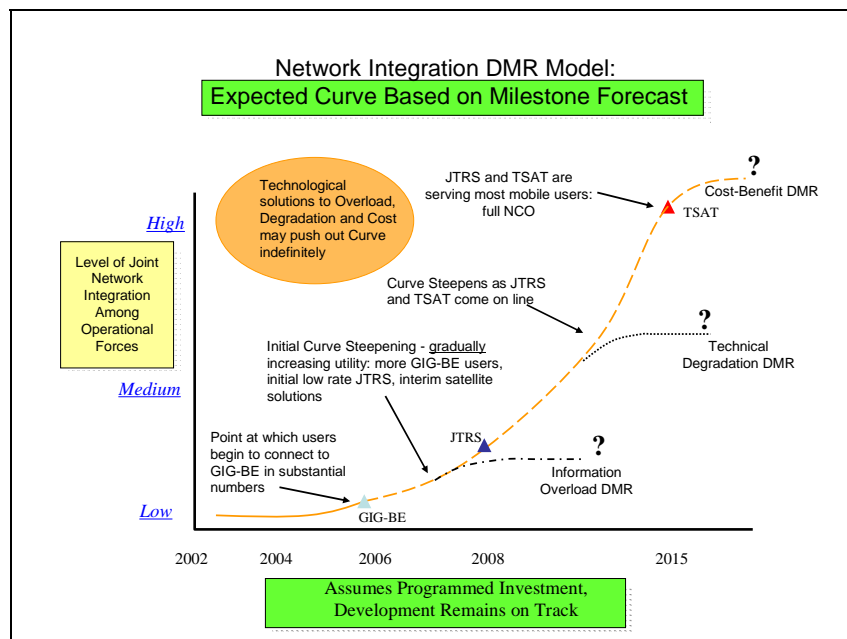 Network Integration DMR Model:
Expected Curve Based on Milestone Forecast
Technological
solutions to Overload,
Degradation and Cost
may push out Curve
indefinitely
JTRS and TSAT are
serving most mobile users:
full NCO
?
Cost-Benefit DMR
TSAT
High
Level of Joint
Network
Integration
Among
Operational
Forces
Curve Steepens as JTRS
and TSAT come on line
?
Technical
Degradation DMR
Initial Curve Steepening - gradually
increasing utility: more GIG-BE users,
initial low rate JTRS, interim satellite
solutions
Medium
JTRS
?
Information
Overload DMR
Point at which users
begin to connect to
GIG-BE in substantial
numbers
GIG-BE
Low
2002 2004 2006 2008 2015
Assumes Programmed Investment,
Development Remains on Track